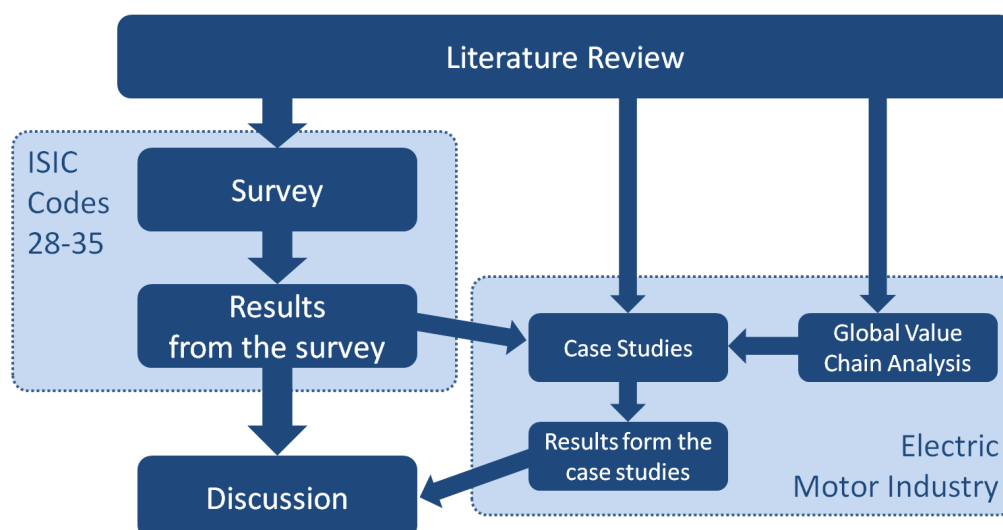 Literature Review
ISIC
Codes
28-35
Survey
Results
from the survey
Case Studies
Global Value
Chain Analysis
Results form the
case studies
Electric
Motor Industry
Discussion